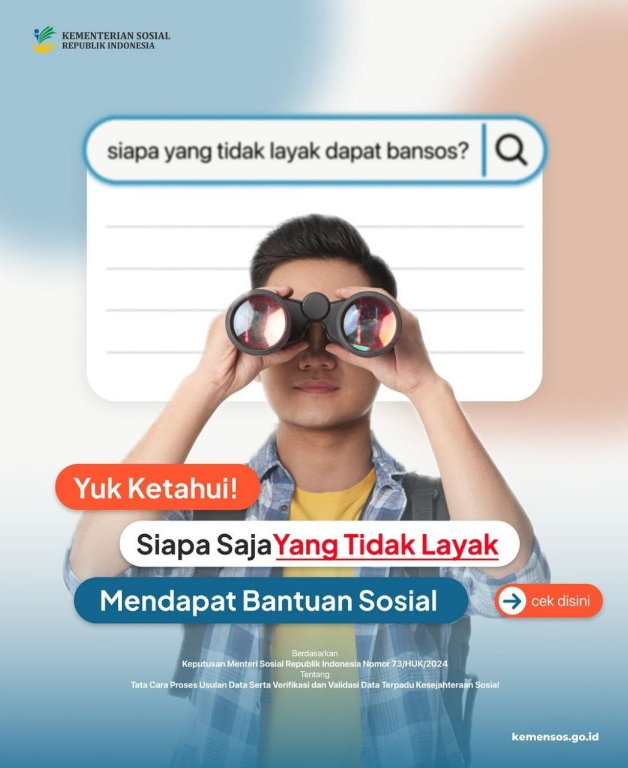 KEMENTERIAN SOSIAL
REPUBLIK INDONESIA
siapa yang tidak layak dapat bansos?
Yuk Ketahui!
Siapa Saja Yang Tidak Layak
Mendapat Bantuan Sosial
cek disini
Berdasarkan
Keputusan Menteri Sosial Republik Indonesia Nomor 73/HUK/2024
Tentang
Tata Cara Proses Usulan Data Serta Verifikasi dan Validasi Data Terpadu Kesejahteraan Sosial
kemensos.go.id